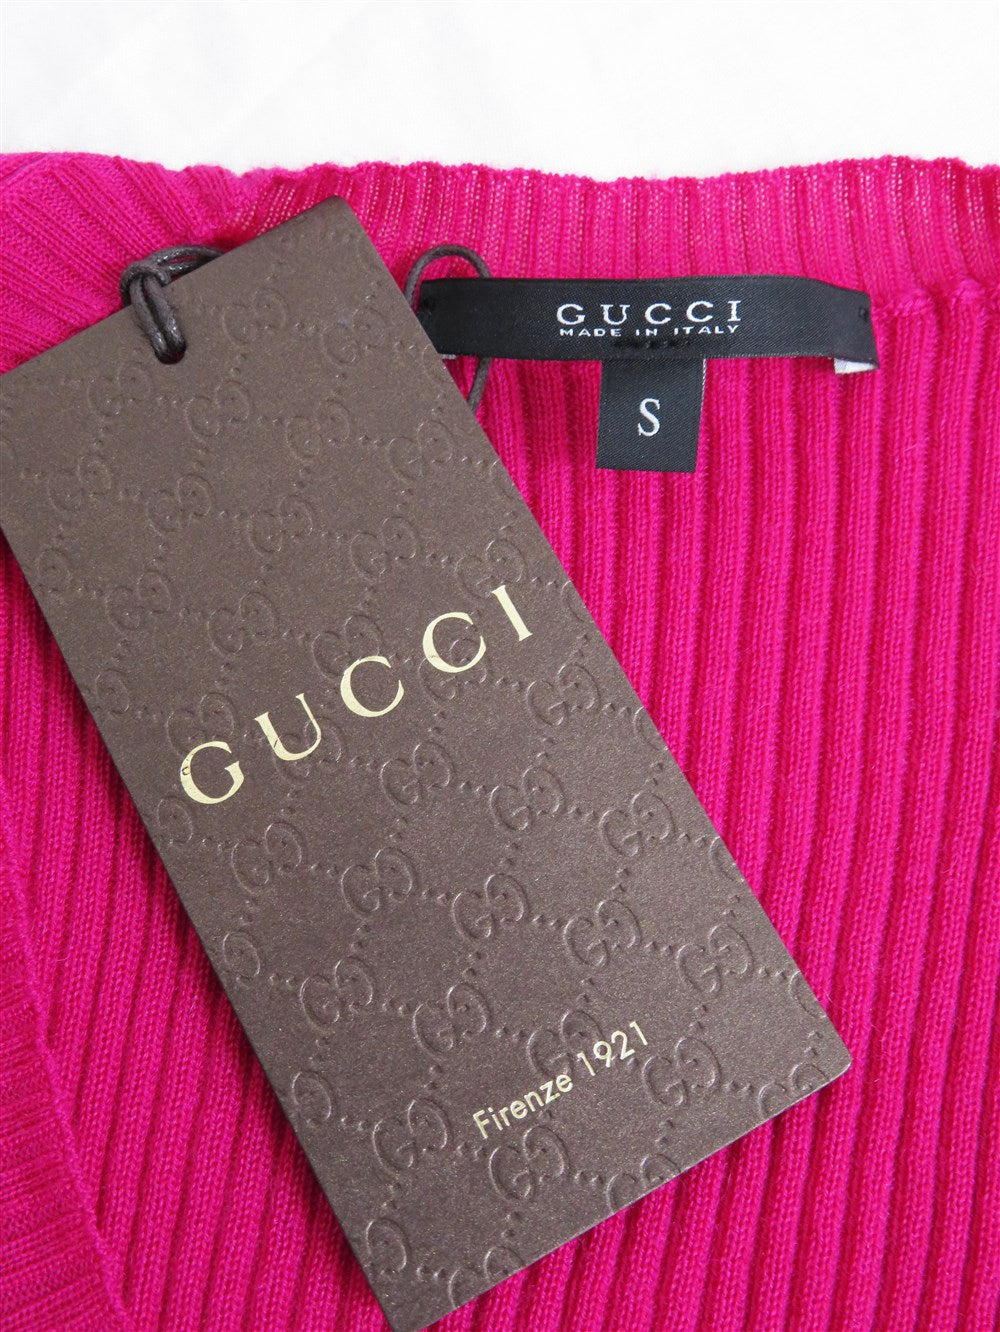 GUCCI
MADE IN ITALY
S
GUCCI
Firenze 1921